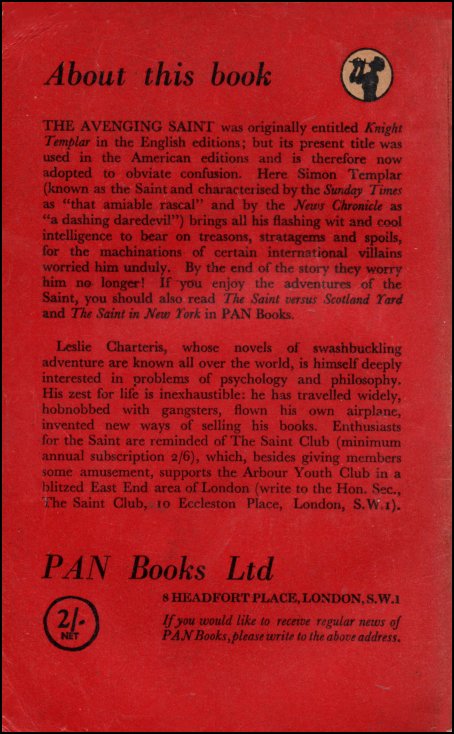 About this book
THE AVENGING SAINT was originally entitled Knight
Templar in the English editions; but its present title was
used in the American editions and is therefore now
adopted to obviate confusion. Here Simon Templar
(known as the Saint and characterised by the Sunday Times
as "that amiable rascal" and by the News Chronicle as
"a dashing daredevil") brings all his flashing wit and cool
intelligence to bear on treasons, stratagems and spoils,
for the machinations of certain international villains
worried him unduly. By the end of the story they worry
him no longer! If you enjoy the adventures of the
Saint, you should also read The Saint versus Scotland Yard
and The Saint in New York in PAN Books.
Leslie Charteris, whose novels of swashbuckling
adventure are known all over the world, is himself deeply
interested in problems of psychology and philosophy.
His zest for life is inexhaustible: he has travelled widely,
hobnobbed with gangsters, flown his own airplane,
invented new ways of selling his books. Enthusiasts
for the Saint are reminded of The Saint Club (minimum
annual subscription 2/6), which, besides giving members
some amusement, supports the Arbour Youth Club in a
blitzed East End area of London (write to the Hon. Sec.,
The Saint Club, 10 Eccleston Place, London, S.W.1).
PAN Books Ltd
8 HEADFORT PLACE, LONDON, S.W.1
2/-
NET
If you would like to receive regular news of
PAN Books, please write to the above address.